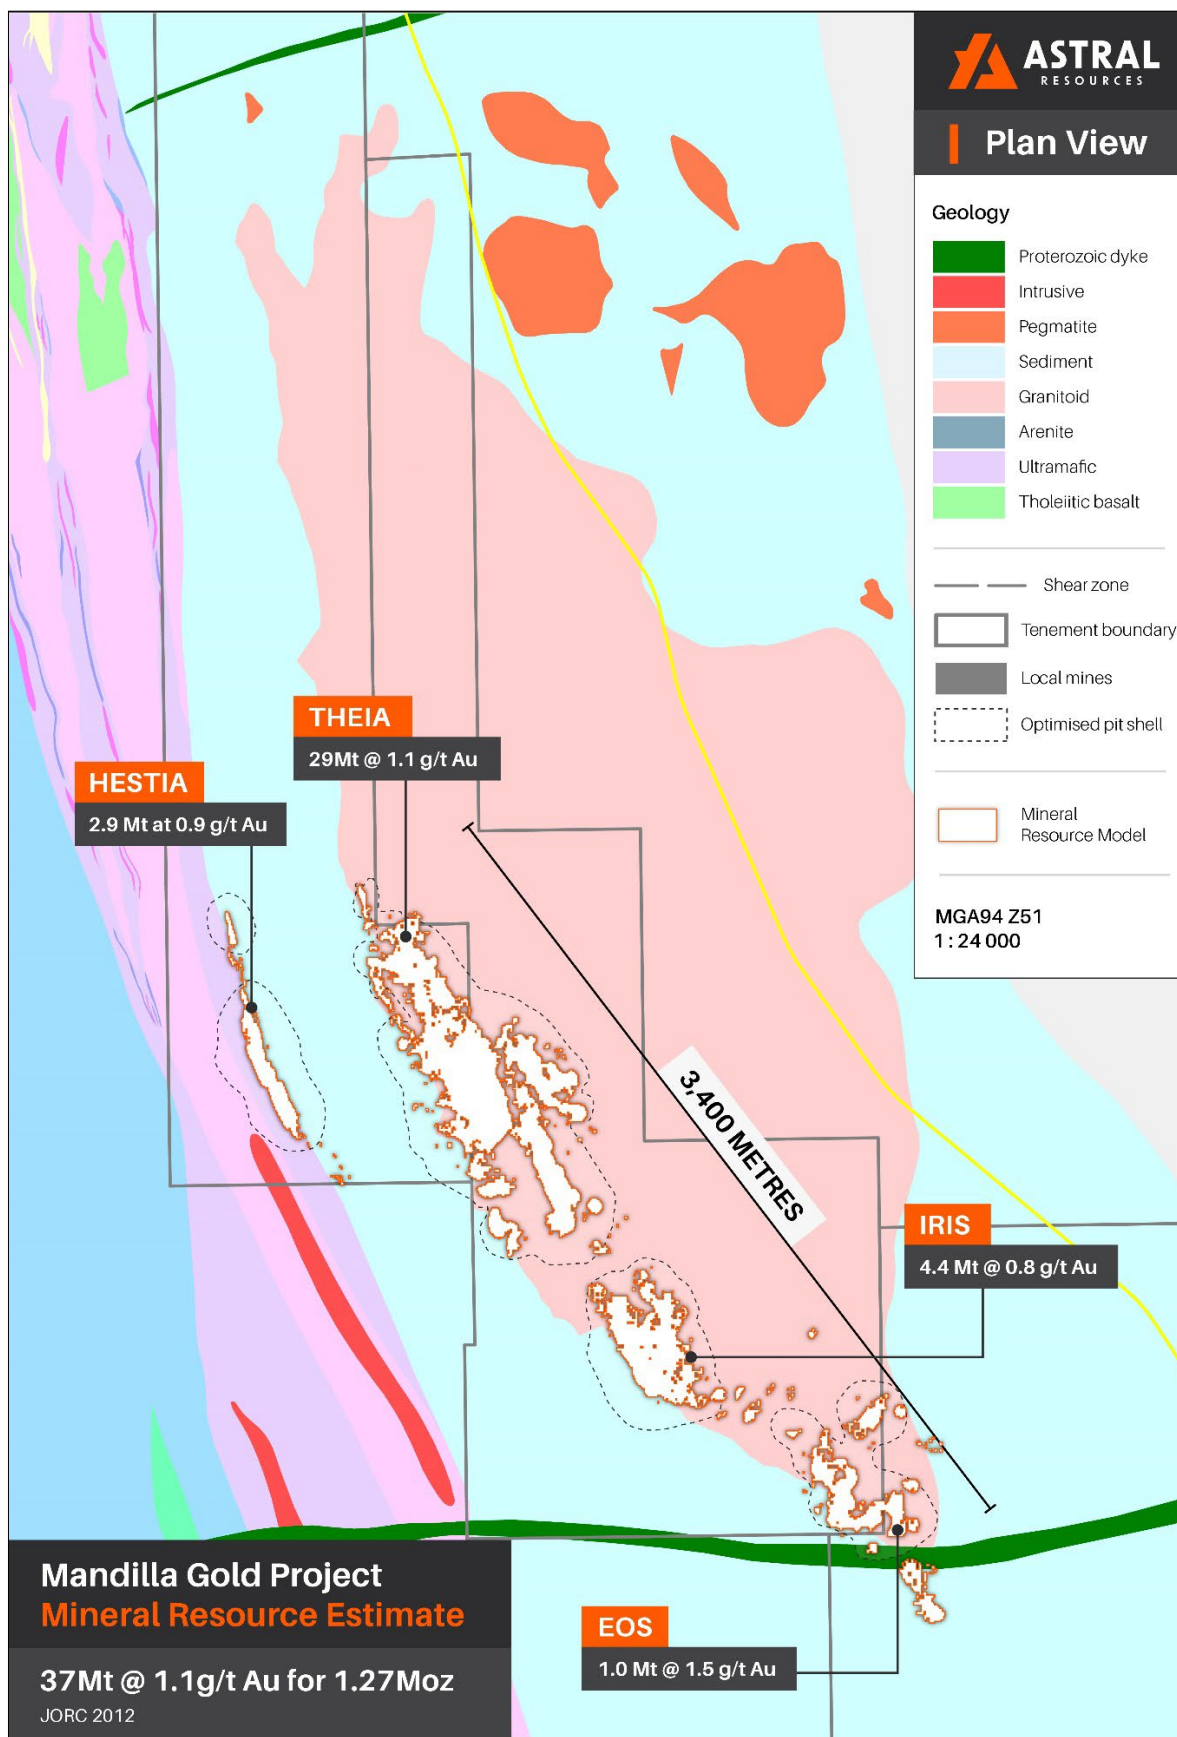 ASTRAL
RESOURCES
Plan View
Geology
Proterozoic dyke
Intrusive
Pegmatite
Sediment
Granitoid
Arenite
Ultramafic
Tholeiitic basalt
Shear zone
Tenement boundary
Local mines
Optimised pit shell
Mineral
Resource Model
MGA94 Z51
1 : 24 000
THEIA
29Mt @ 1.1 g/t Au
HESTIA
2.9 Mt at 0.9 g/t Au
3,400 METRES
IRIS
4.4 Mt @ 0.8 g/t Au
EOS
1.0 Mt @ 1.5 g/t Au
Mandilla Gold Project
Mineral Resource Estimate
37Mt @ 1.1g/t Au for 1.27Moz
JORC 2012